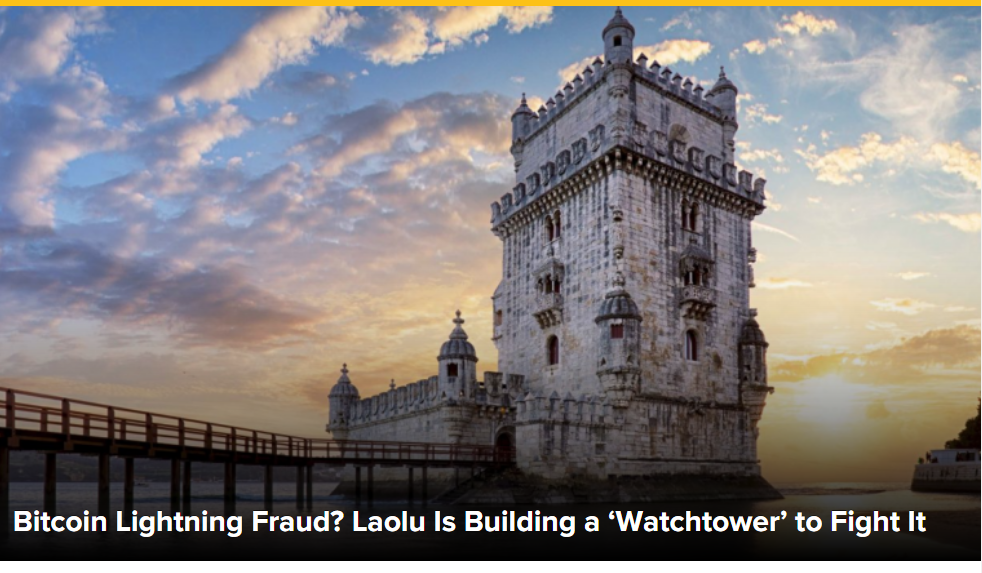 Bitcoin Lightning Fraud? Laolu Is Building a ‘Watchtower’ to Fight It